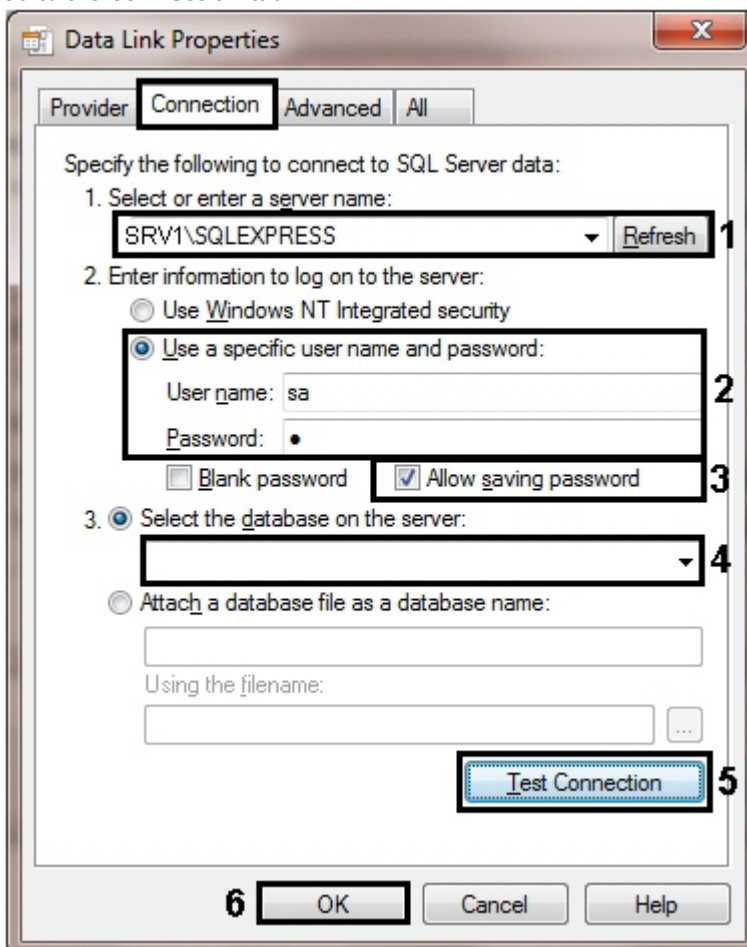 Data Link Properties
Provider Connection Advanced All
Specify the following to connect to SQL Server data:
1. Select or enter a server name:
SRV1\SQLEXPRESS Refresh 1
2. Enter information to log on to the server:
Use Windows NT Integrated security
Use a specific user name and password:
User name: sa 2
Password: ●
Blank password Allow saving password 3
3. Select the database on the server:
4
Attach a database file as a database name:
Using the filename:
...
Test Connection 5
6 OK Cancel Help